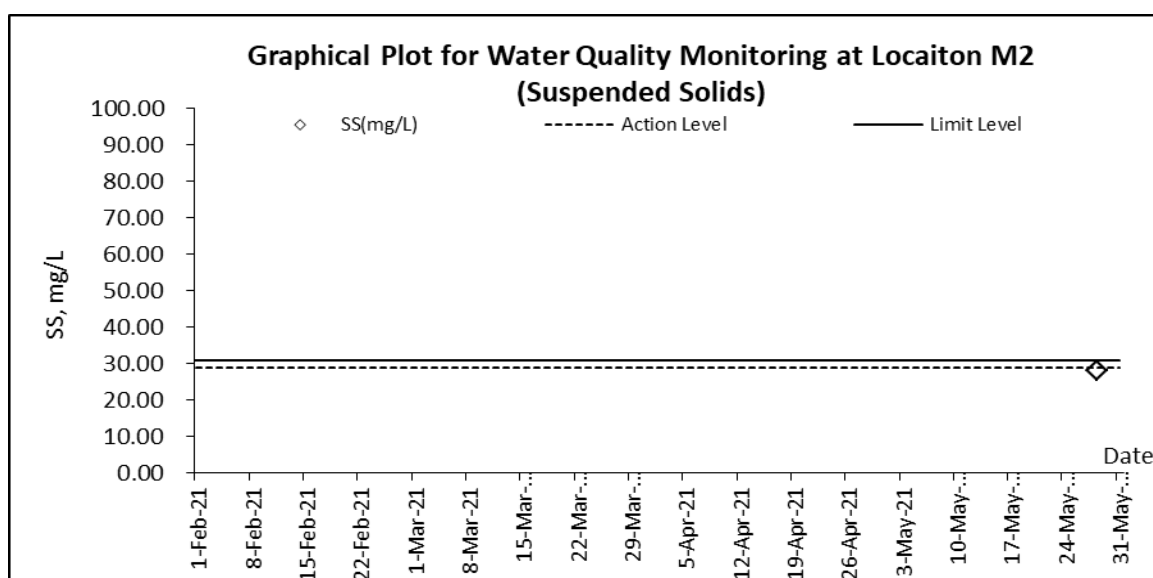 Graphical Plot for Water Quality Monitoring at Locaiton M2
(Suspended Solids)
SS(mg/L) Action Level Limit Level
100.00
90.00
80.00
70.00
60.00
50.00
40.00
30.00
20.00
10.00
0.00
SS, mg/L
Date
1-Feb-21
8-Feb-21
15-Feb-21
22-Feb-21
1-Mar-21
8-Mar-21
15-Mar-...
22-Mar-...
29-Mar-...
5-Apr-21
12-Apr-21
19-Apr-21
26-Apr-21
3-May-21
10-May-...
17-May-...
24-May-...
31-May-...